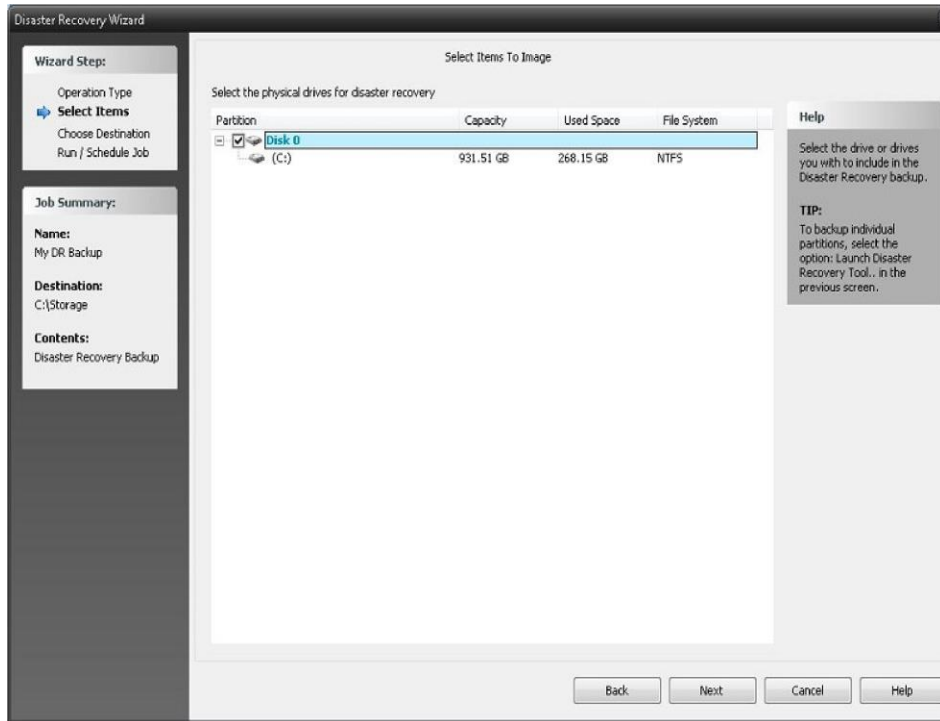 Disaster Recovery Wizard
Wizard Step:
Operation Type
Select Items
Choose Destination
Run / Schedule Job
Job Summary:
Name:
My DR Backup
Destination:
C:\Storage
Contents:
Disaster Recovery Backup
Select Items To Image
Select the physical drives for disaster recovery
Partition Capacity Used Space File System
Disk 0
(C:) 931.51 GB 268.15 GB NTFS
Help
Select the drive or drives
you with to include in the
Disaster Recovery backup.
TIP:
To backup individual
partitions, select the
option: Launch Disaster
Recovery Tool.. in the
previous screen.
Back Next Cancel Help